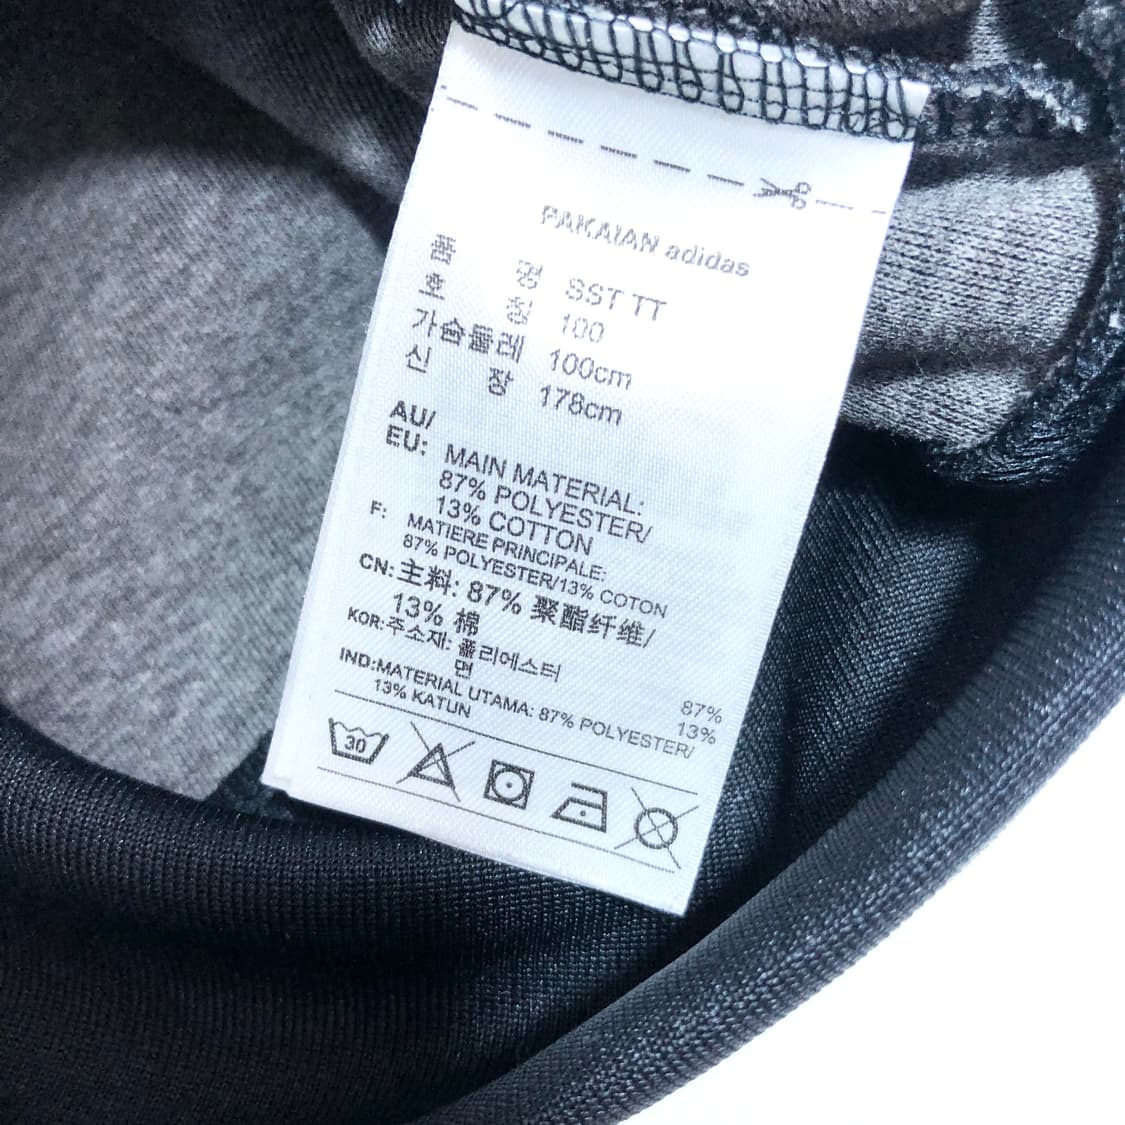 PAKAIAN adidas
품 명 SST TT
호 칭 100
가슴둘레 100cm
신 장 178cm
AU/
EU: MAIN MATERIAL:
87% POLYESTER/
13% COTTON
F: MATIERE PRINCIPALE:
87% POLYESTER/13% COTON
CN: 主料: 87% 聚酯纤维/
13% 棉
KOR: 주소재: 폴리에스터 87%
면 13%
IND: MATERIAL UTAMA: 87% POLYESTER/
13% KATUN
30